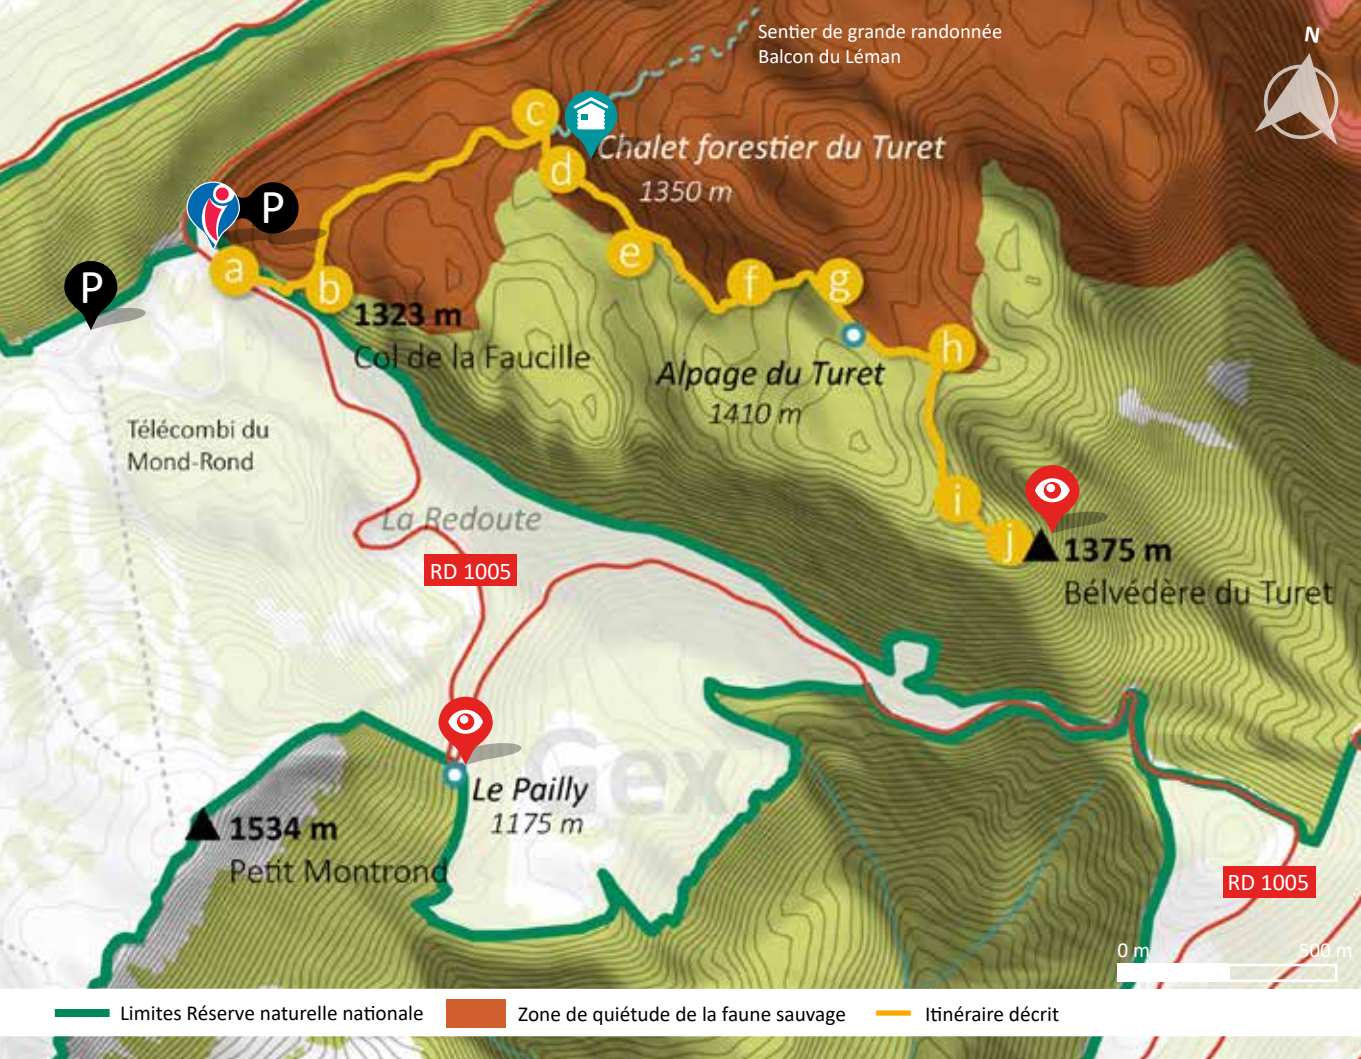 Sentier de grande randonnée
Balcon du Léman
N
c
Chalet forestier du Turet
1350 m
d
P
a
b
e
f
g
P
1323 m
Col de la Faucille
h
Alpage du Turet
1410 m
Télécombi du
Mond-Rond
i
La Redoute
j
1375 m
RD 1005
Bélvédère du Turet
Gex
Le Pailly
1175 m
1534 m
Petit Montrond
RD 1005
0 m
500 m
Limites Réserve naturelle nationale
Zone de quiétude de la faune sauvage
Itinéraire décrit